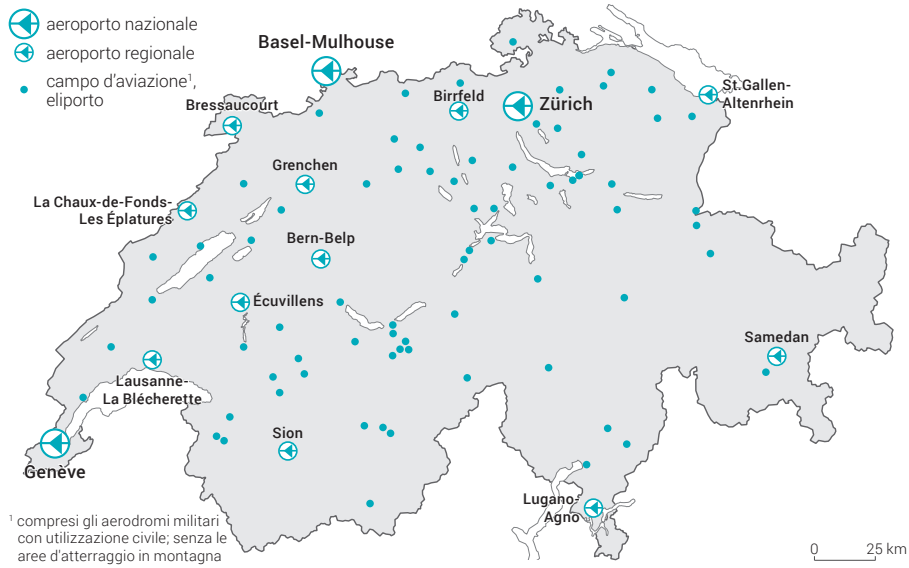 aeroporto nazionale
aeroporto regionale
campo d'aviazione¹,
eliporto
Basel-Mulhouse
Bressaucourt
Birrfeld
Zürich
St.Gallen-
Altenrhein
Grenchen
La Chaux-de-Fonds-
Les Éplatures
Bern-Belp
Écuvillens
Samedan
Lausanne-
La Blécherette
Sion
Genève
Lugano-
Agno
¹ compresi gli aerodromi militari
con utilizzazione civile; senza le
aree d'atterraggio in montagna
0 25 km